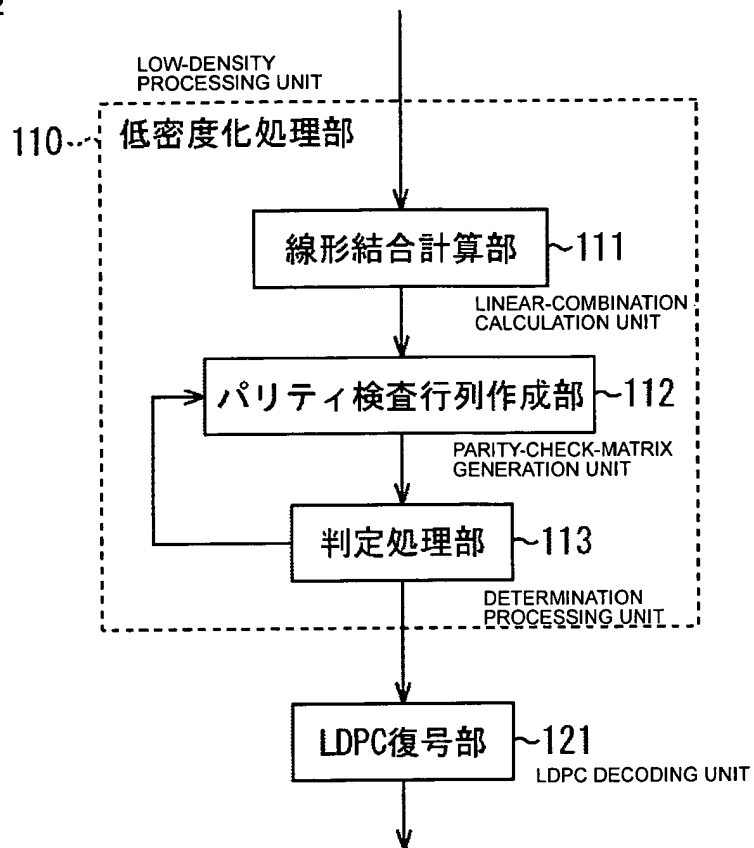 LOW-DENSITY
PROCESSING UNIT
110
低密度化処理部
線形結合計算部
111
LINEAR-COMBINATION
CALCULATION UNIT
パリティ検査行列作成部
112
PARITY-CHECK-MATRIX
GENERATION UNIT
判定処理部
113
DETERMINATION
PROCESSING UNIT
LDPC復号部
121
LDPC DECODING UNIT